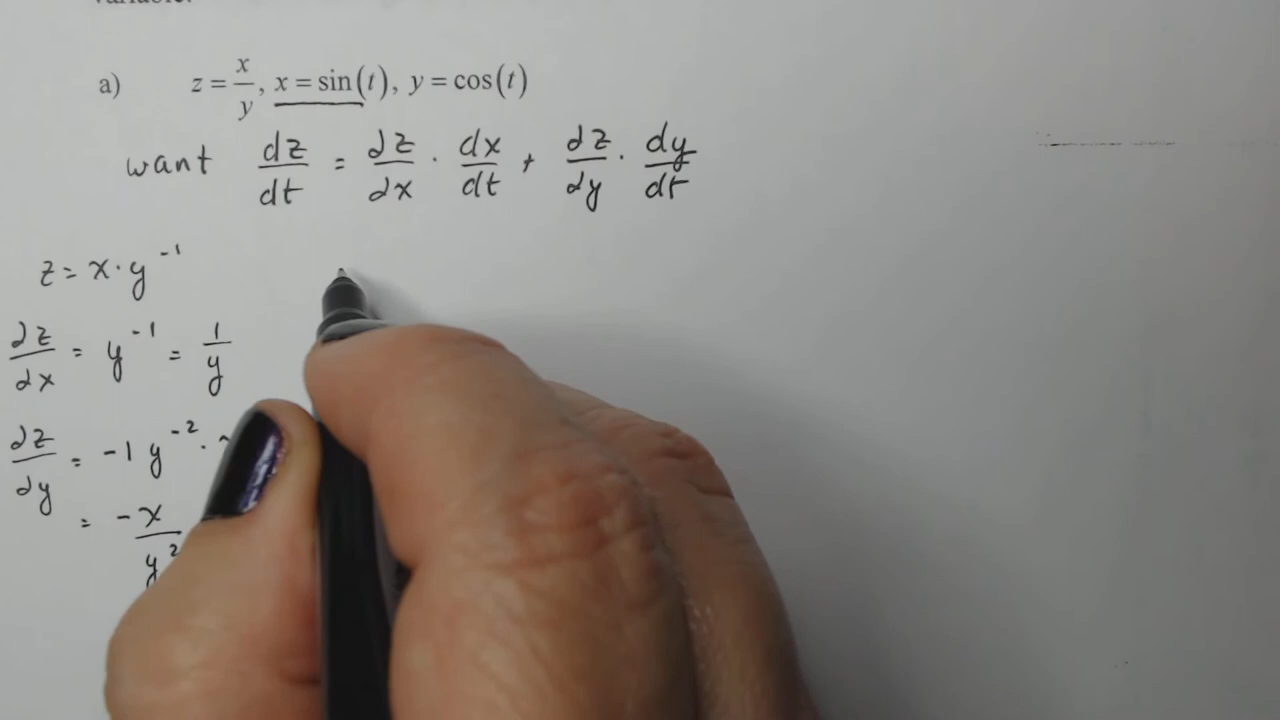 a) z = x/y, x = sin(t), y = cos(t)
want dz/dt = ∂z/∂x · dx/dt + ∂z/∂y · dy/dt
z = x · y⁻¹
∂z/∂x = y⁻¹ = 1/y
∂z/∂y = -1 y⁻² ·
= -x/y²